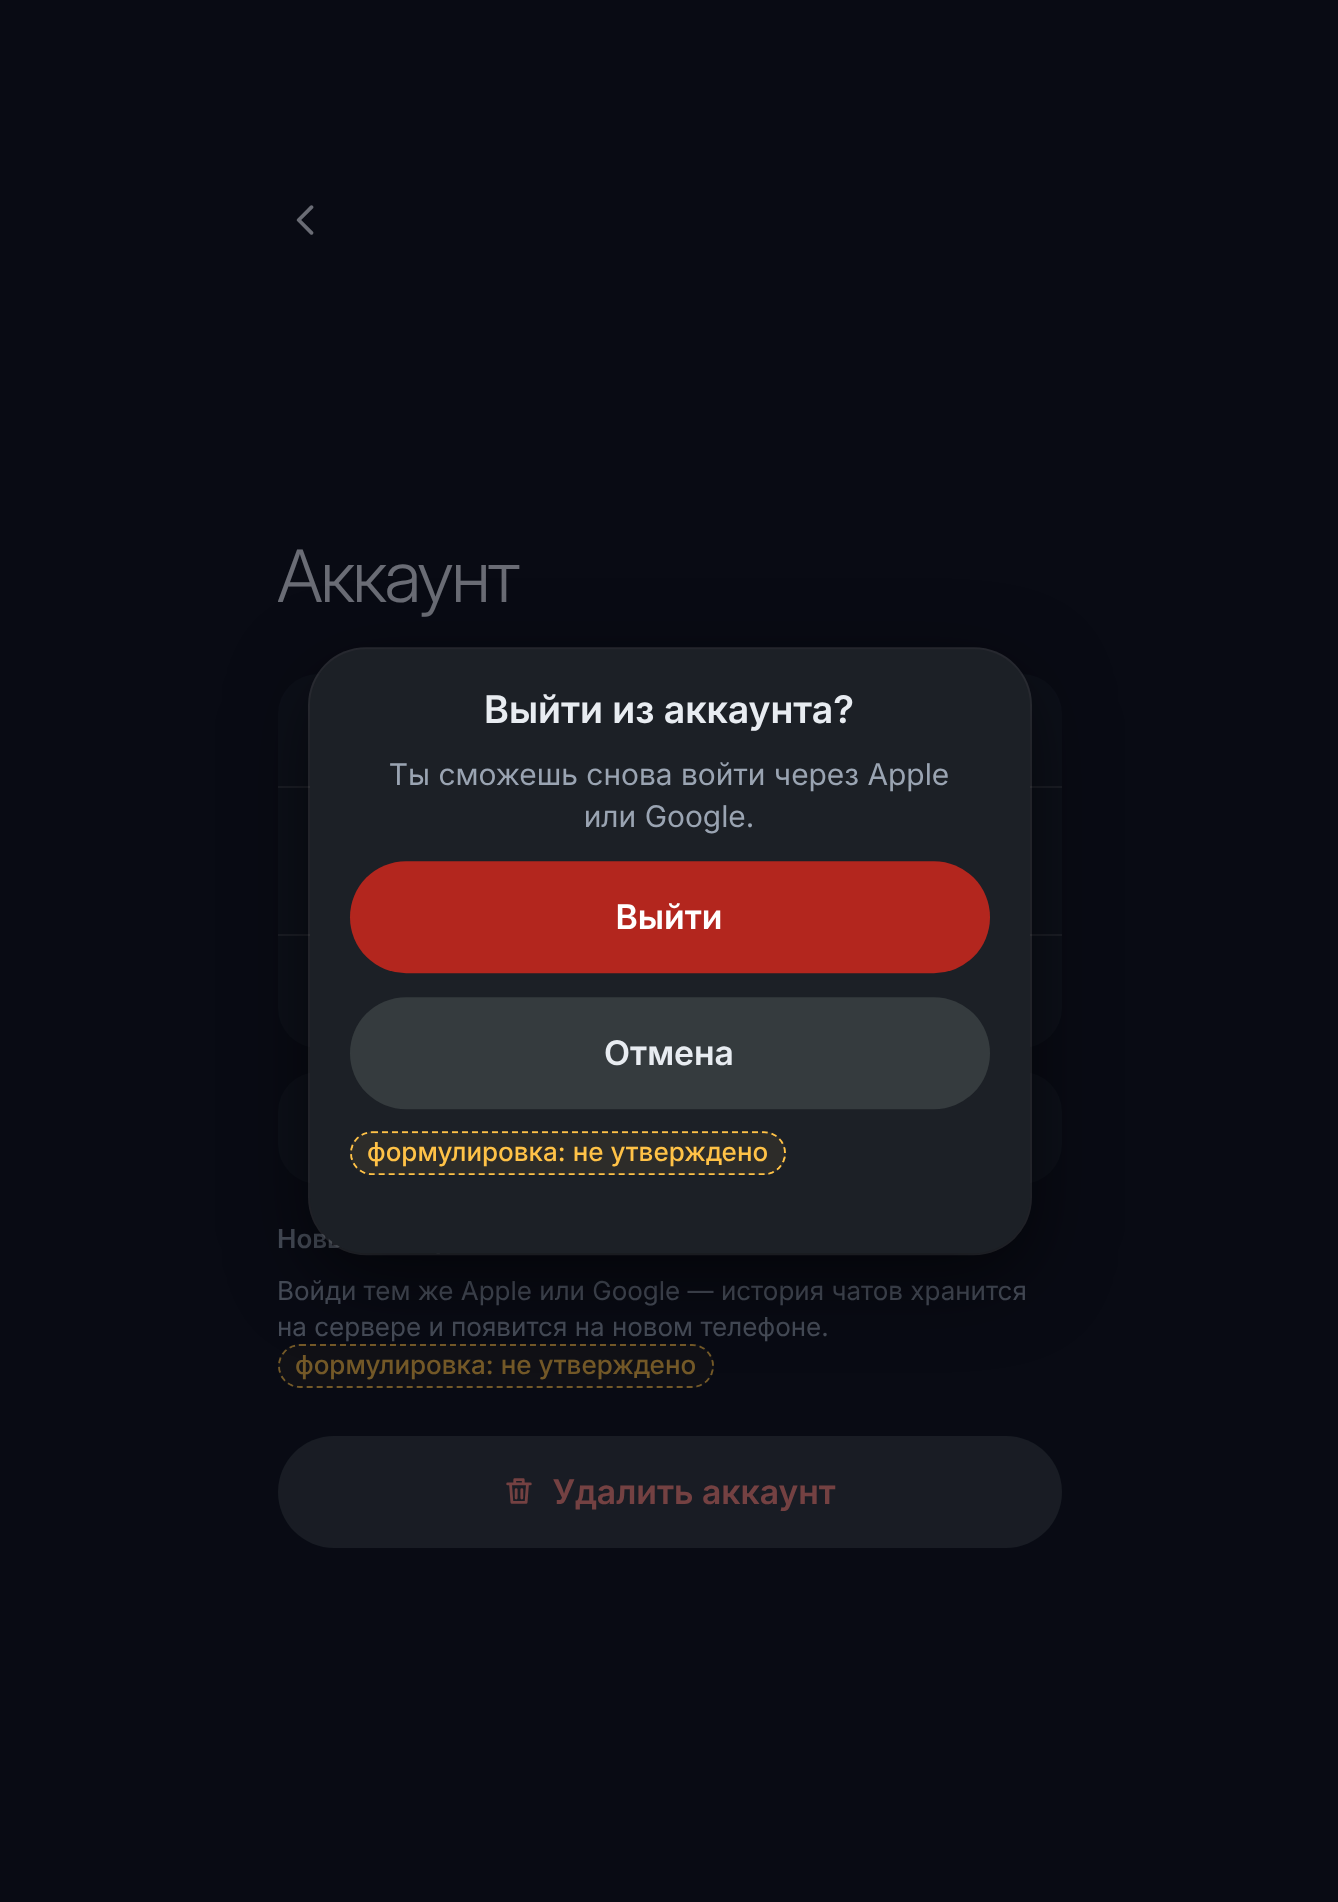 Аккаунт
Выйти из аккаунта?
Ты сможешь снова войти через Apple
или Google.
Выйти
Отмена
формулировка: не утверждено
Войди тем же Apple или Google — история чатов хранится
на сервере и появится на новом телефоне.
формулировка: не утверждено
Удалить аккаунт